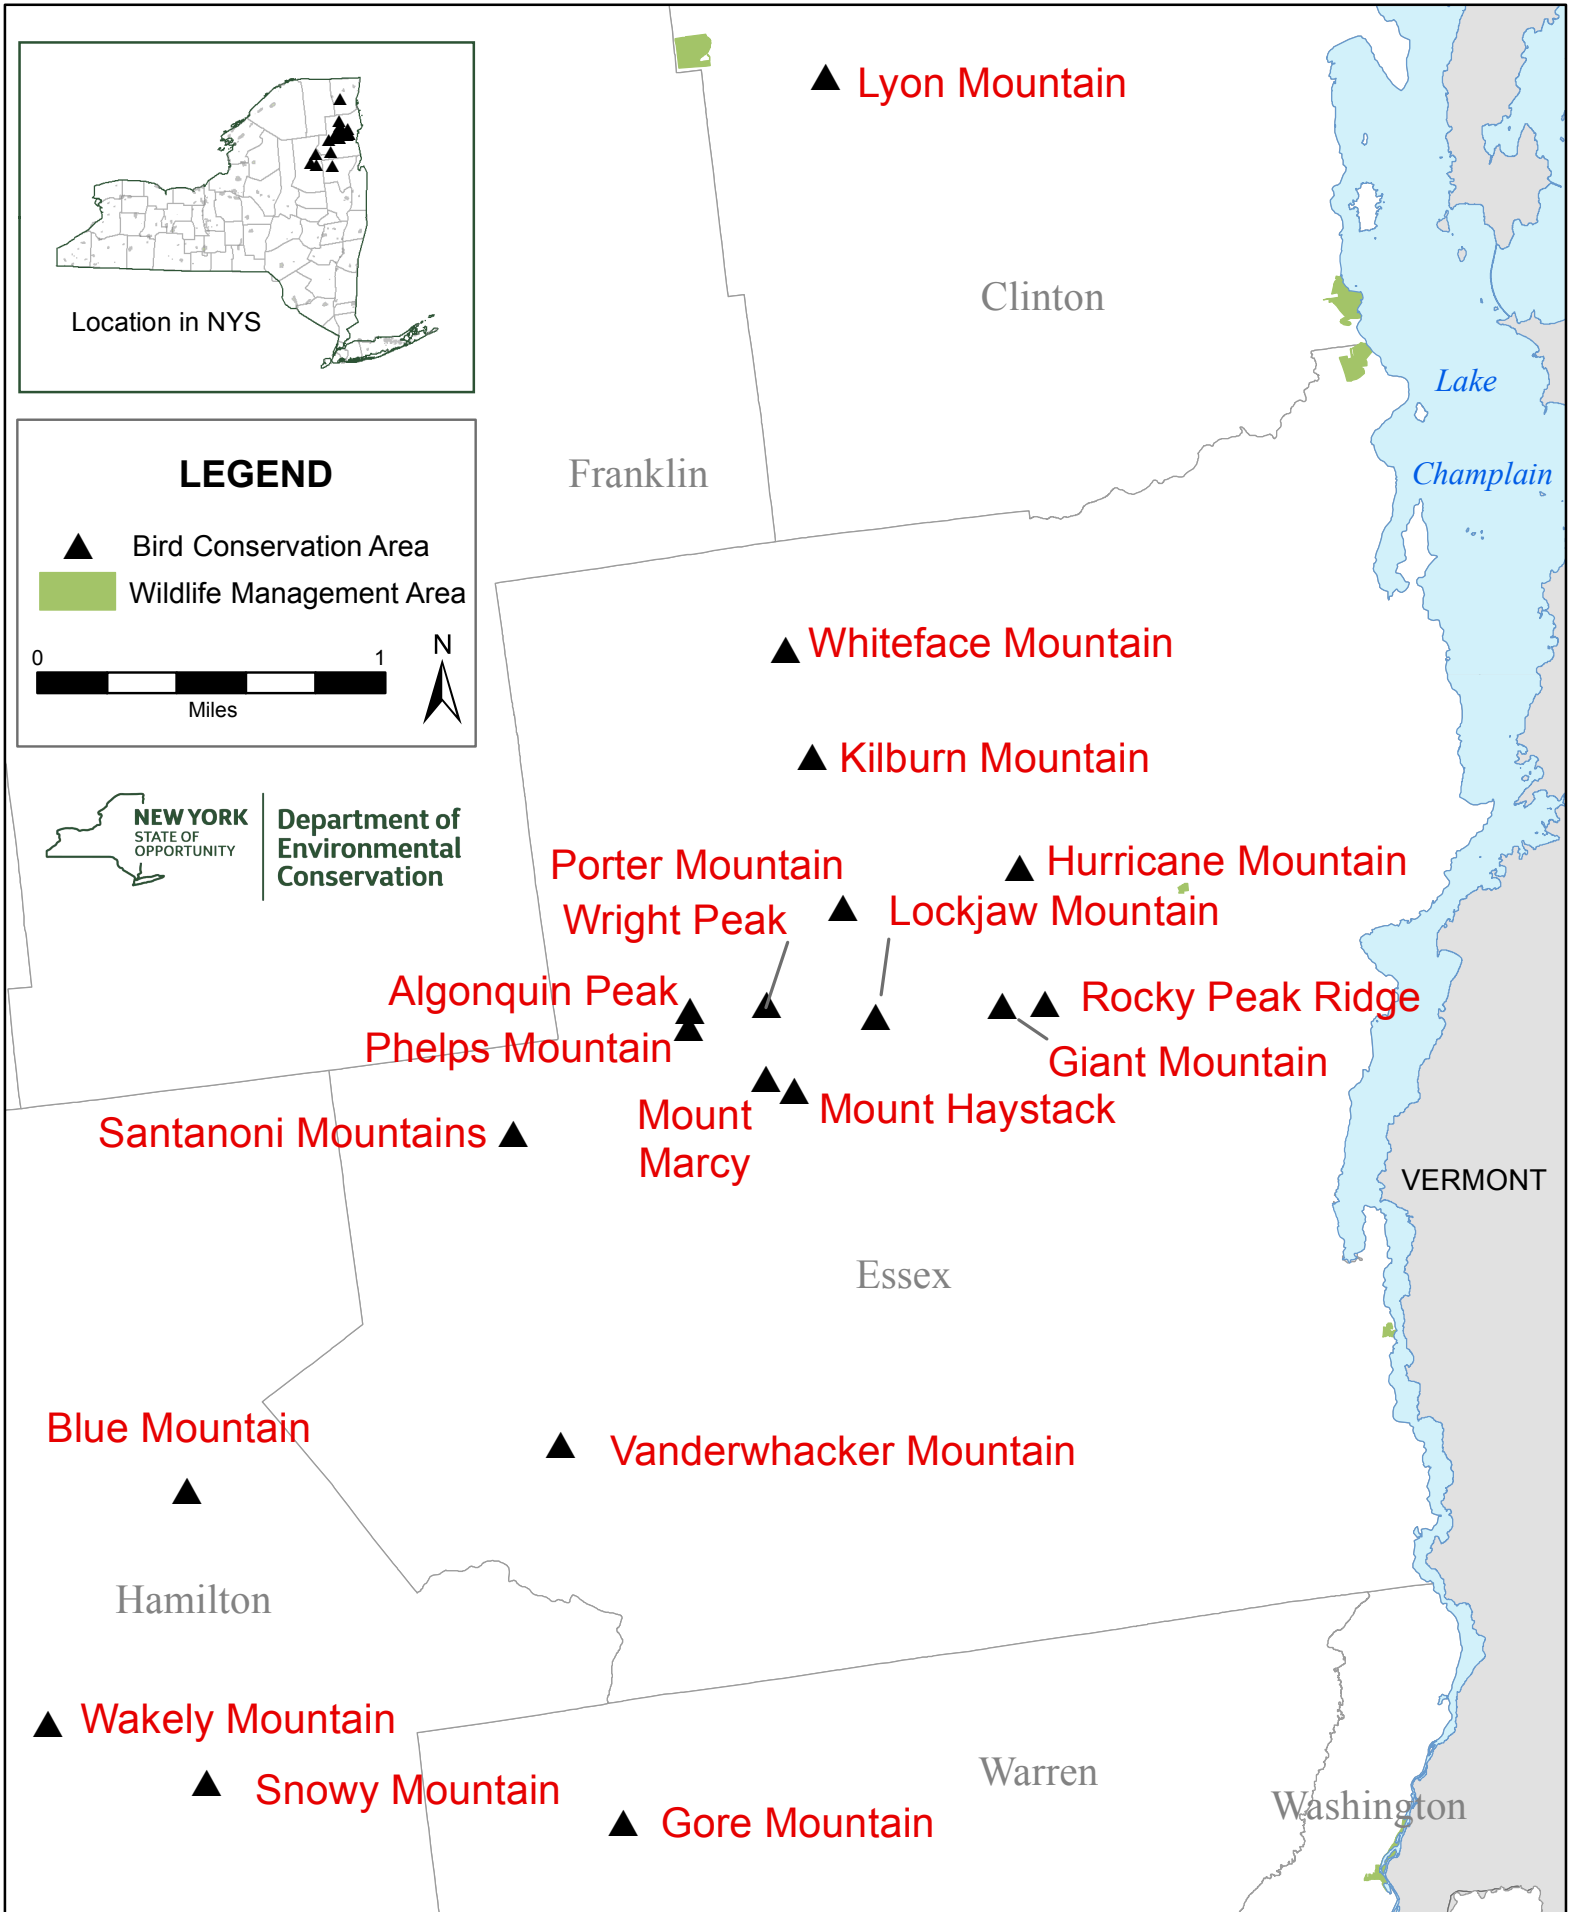 Lyon Mountain
Location in NYS
Clinton
Lake
Champlain
LEGEND
Bird Conservation Area
Wildlife Management Area
0 1
Miles
N
Franklin
Whiteface Mountain
Kilburn Mountain
NEW YORK
STATE OF
OPPORTUNITY
Department of
Environmental
Conservation
Porter Mountain
Hurricane Mountain
Wright Peak
Lockjaw Mountain
Algonquin Peak
Rocky Peak Ridge
Phelps Mountain
Giant Mountain
Mount
Marcy
Mount Haystack
Santanoni Mountains
VERMONT
Essex
Blue Mountain
Vanderwhacker Mountain
Hamilton
Wakely Mountain
Snowy Mountain
Warren
Washington
Gore Mountain